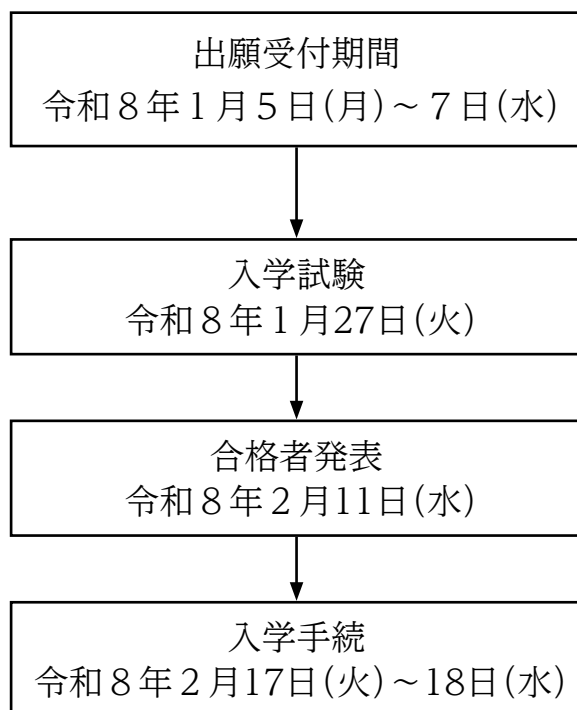 出願受付期間
令和８年１月５日(月)～７日(水)
入学試験
令和８年１月27日(火)
合格者発表
令和８年２月11日(水)
入学手続
令和８年２月17日(火)～18日(水)